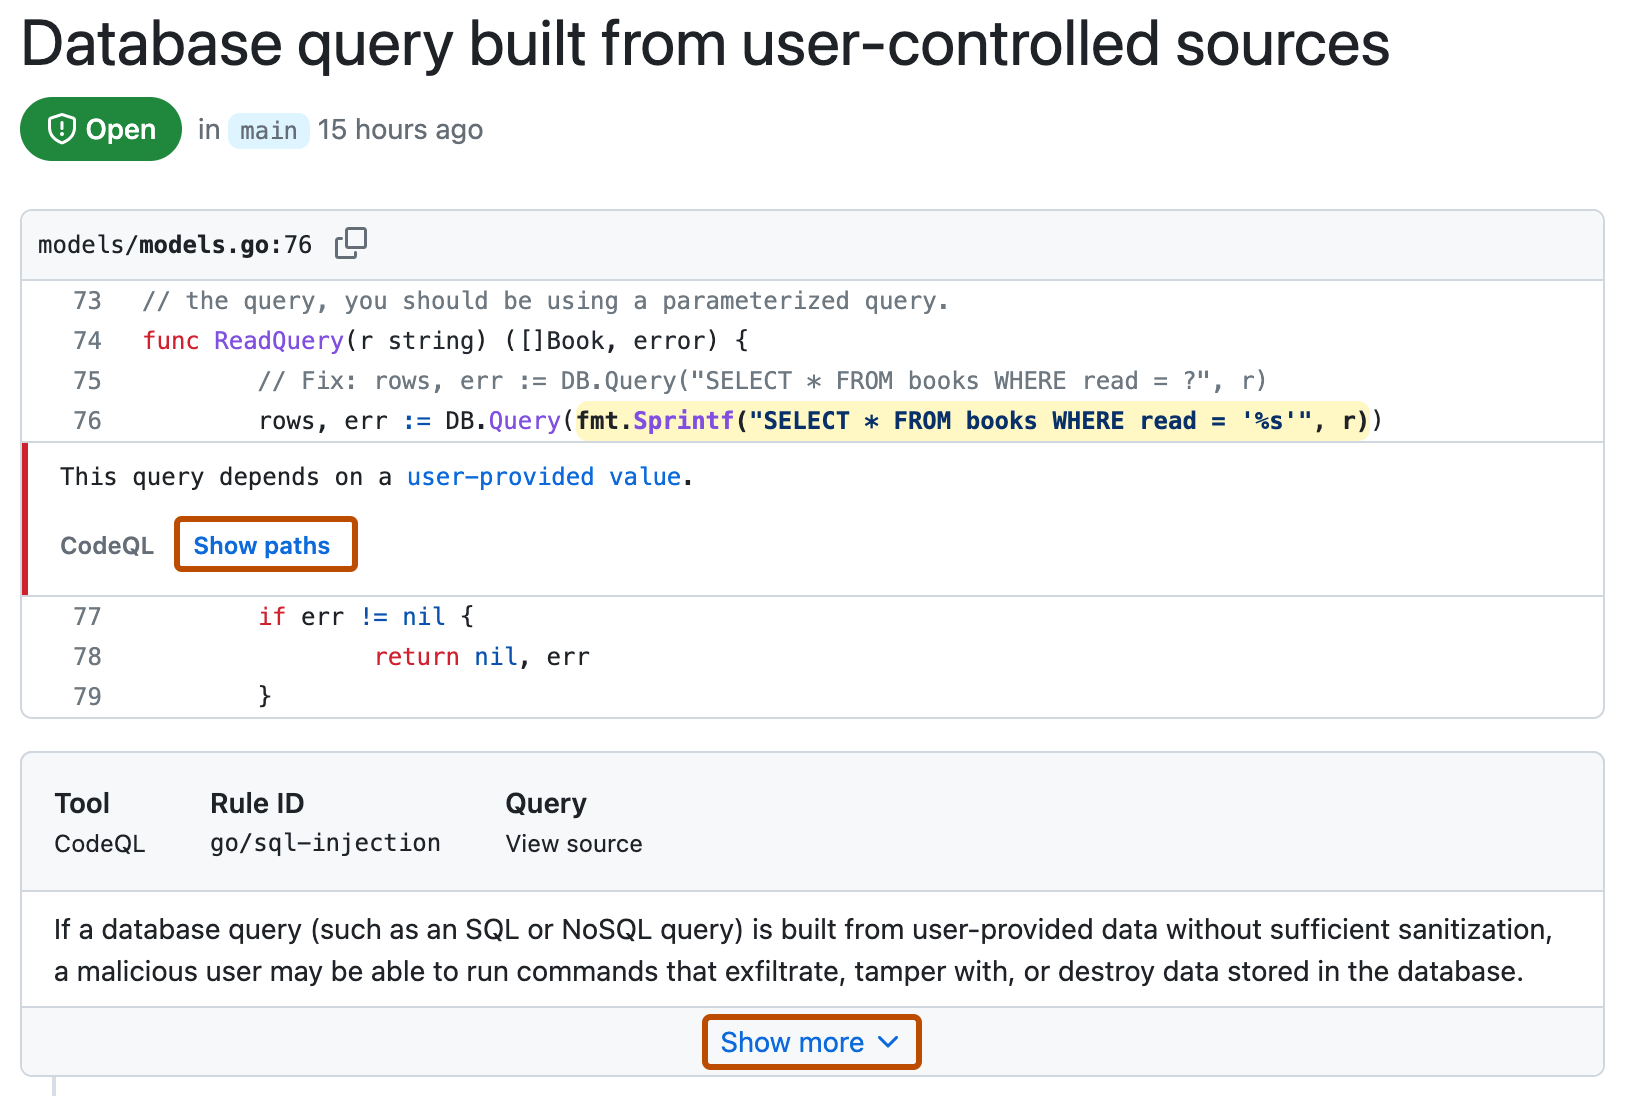 Database query built from user-controlled sources
Open in main 15 hours ago
models/models.go:76
73 // the query, you should be using a parameterized query.
74 func ReadQuery(r string) ([]Book, error) {
75 // Fix: rows, err := DB.Query("SELECT * FROM books WHERE read = ?", r)
76 rows, err := DB.Query(fmt.Sprintf("SELECT * FROM books WHERE read = '%s'", r))
This query depends on a user-provided value.
CodeQL Show paths
77 if err != nil {
78 return nil, err
79 }
Tool Rule ID Query
CodeQL go/sql-injection View source
If a database query (such as an SQL or NoSQL query) is built from user-provided data without sufficient sanitization,
a malicious user may be able to run commands that exfiltrate, tamper with, or destroy data stored in the database.
Show more